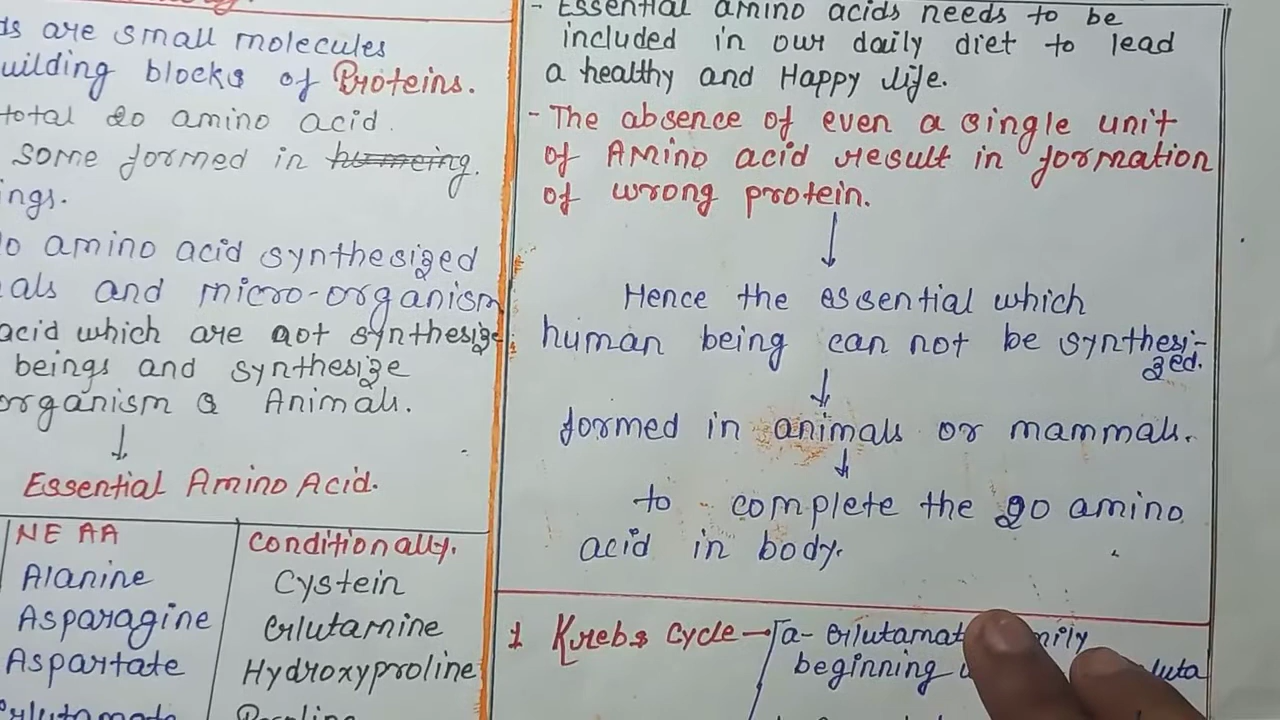 are small molecules
building blocks of Proteins.
total 20 amino acid.
some formed in humeing.
ings.
amino acid synthesized
and micro-organism
acid which are not synthesize
beings and synthesize
organism & Animals.
Essential Amino Acid.
NE AA
Conditionally.
Alanine
Cystein
Asparagine
Glutamine
Aspartate
Hydroxyproline
- Essential amino acids needs to be
included in our daily diet to lead
a healthy and Happy life.
- The absence of even a single unit
of Amino acid result in formation
of wrong protein.
Hence the essential which
human being can not be synthesi-
zed.
formed in animals or mammals.
to complete the 20 amino
acid in body.
1 Krebs Cycle
a- Glutamat
beginning